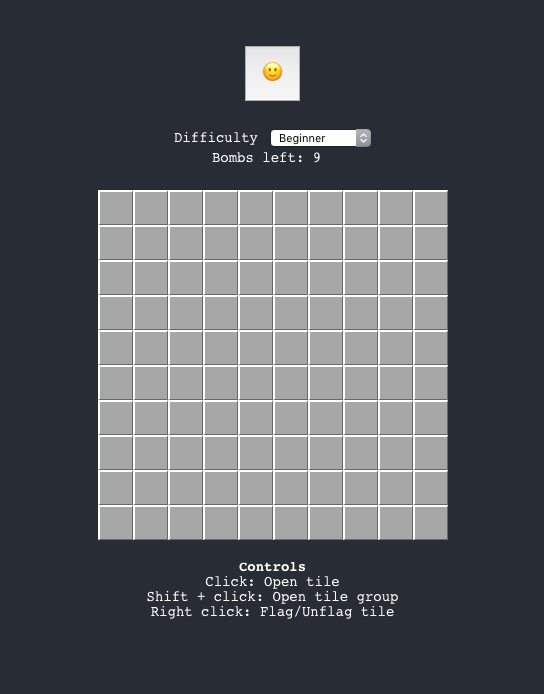 Difficulty Beginner
Bombs left: 9
Controls
Click: Open tile
Shift + click: Open tile group
Right click: Flag/Unflag tile